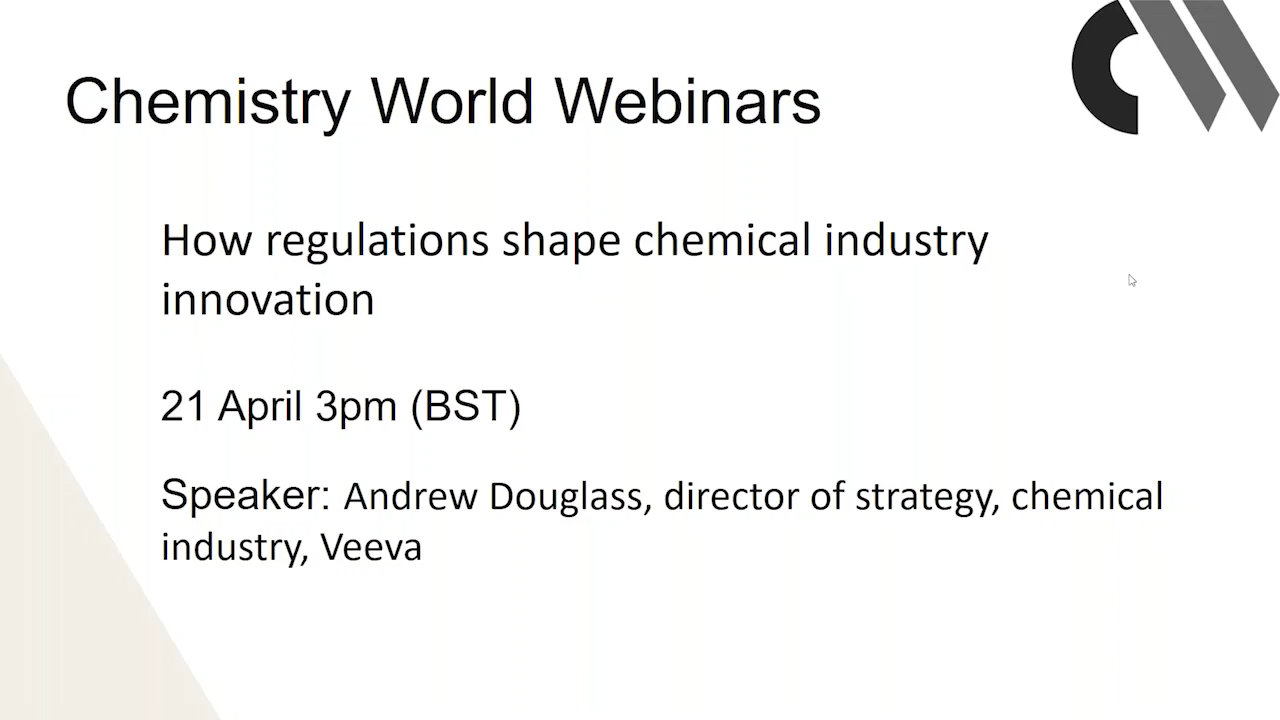 Chemistry World Webinars
How regulations shape chemical industry
innovation
21 April 3pm (BST)
Speaker: Andrew Douglass, director of strategy, chemical
industry, Veeva